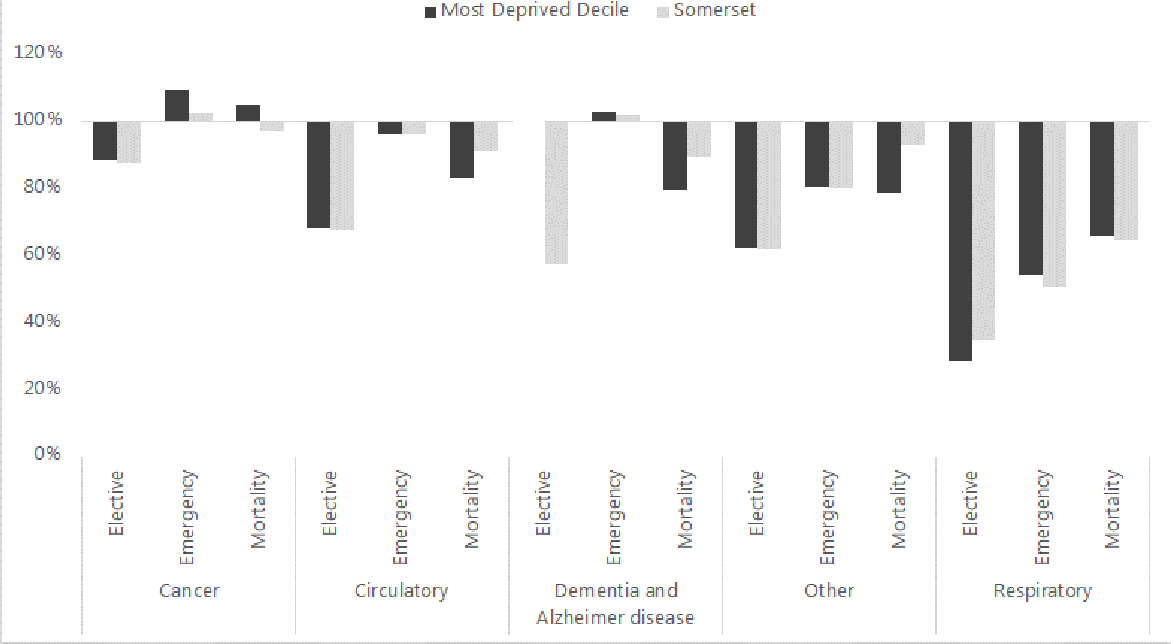 Most Deprived Decile Somerset
120%
100%
80%
60%
40%
20%
0%
Elective Emergency Mortality Elective Emergency Mortality Elective Emergency Mortality Elective Emergency Mortality Elective Emergency Mortality
Cancer Circulatory Dementia and Other Respiratory
Alzheimer disease